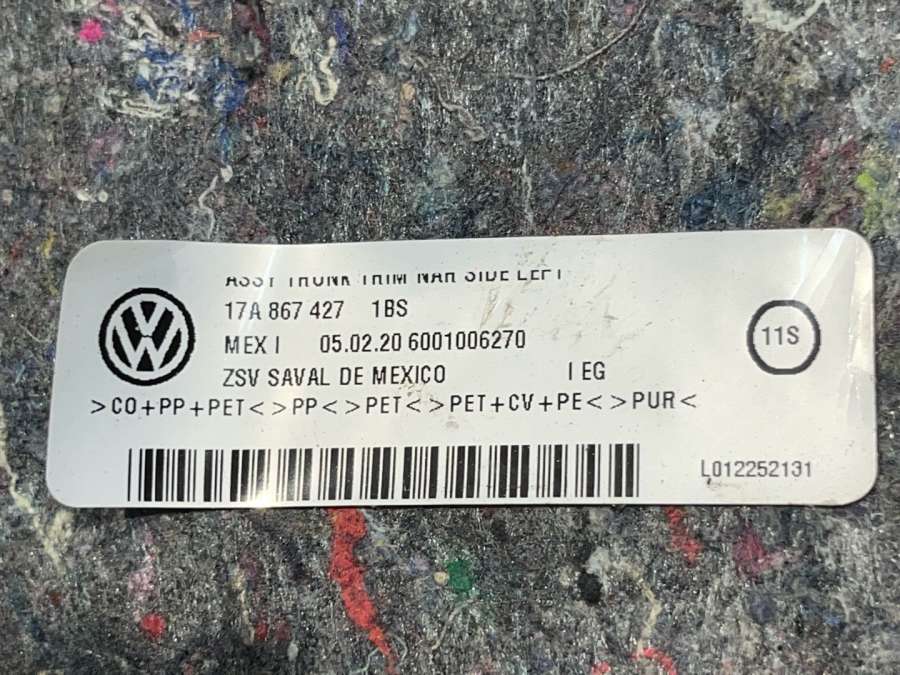 ASSY TRUNK TRIM NAR SIDE LEFT
17A 867 427 1BS
MEX I 05.02.20 6001006270
ZSV SAVAL DE MEXICO I EG
>CO+PP+PET<>PP<>PET<>PET+CV+PE<>PUR<
11S
L012252131